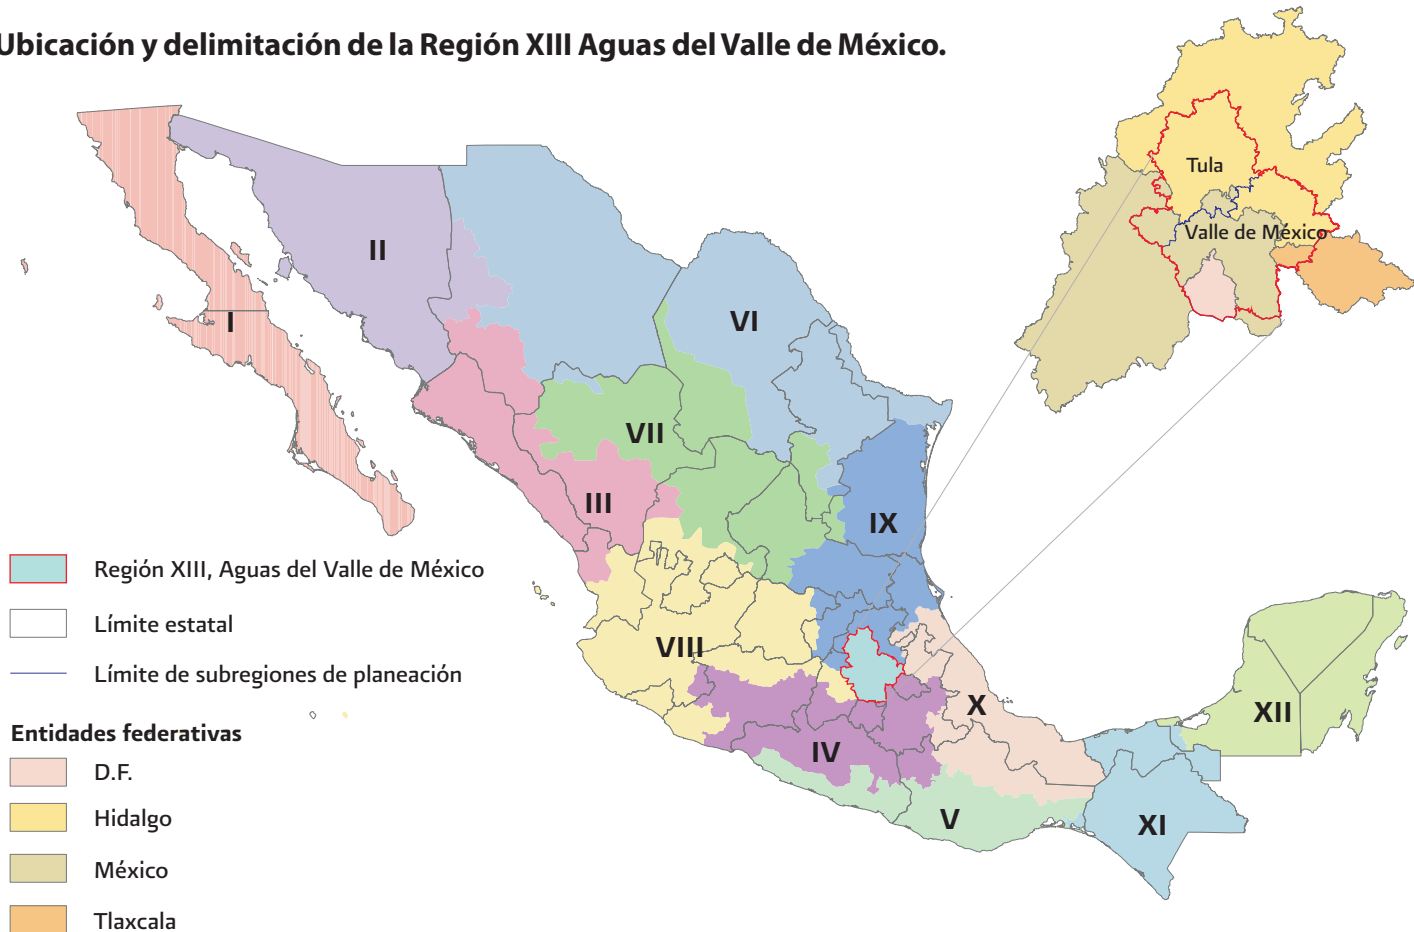 Ubicación y delimitación de la Región XIII Aguas del Valle de México.
Tula
Valle de México
II
I
VI
VII
III
IX
VIII
X
IV
XII
V
XI
Región XIII, Aguas del Valle de México
Límite estatal
Límite de subregiones de planeación
Entidades federativas
D.F.
Hidalgo
México
Tlaxcala